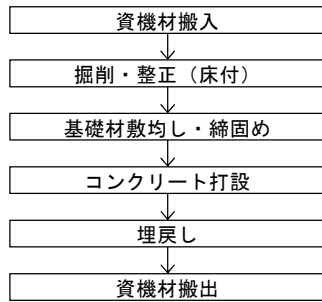 資機材搬入
掘削・整正（床付）
基礎材敷均し・締固め
コンクリート打設
埋戻し
資機材搬出